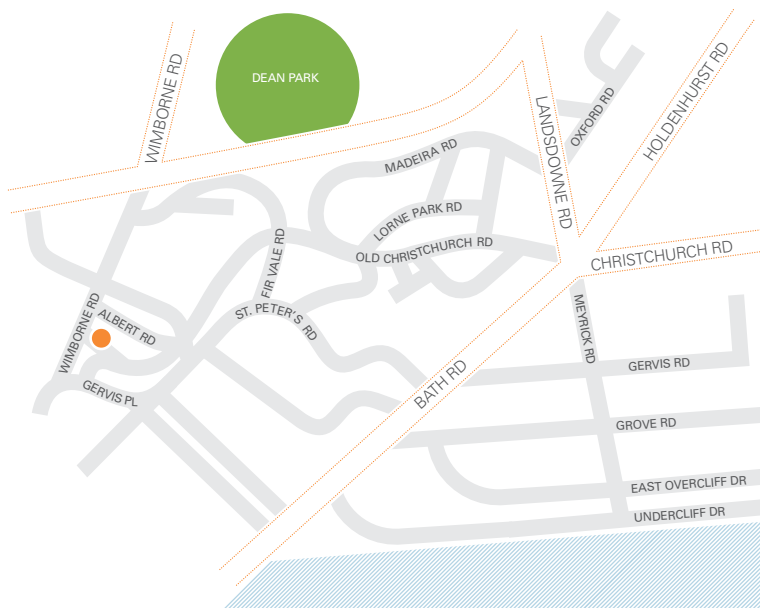 WIMBORNE RD
DEAN PARK
HOLDENHURST RD
OXFORD RD
LANDSDOWNE RD
MADEIRA RD
LORNE PARK RD
OLD CHRISTCHURCH RD
CHRISTCHURCH RD
FIR VALE RD
ST. PETER'S RD
WIMBORNE RD
ALBERT RD
MEYRICK RD
GERVIS RD
BATH RD
GERVIS PL
GROVE RD
EAST OVERCLIFF DR
UNDERCLIFF DR